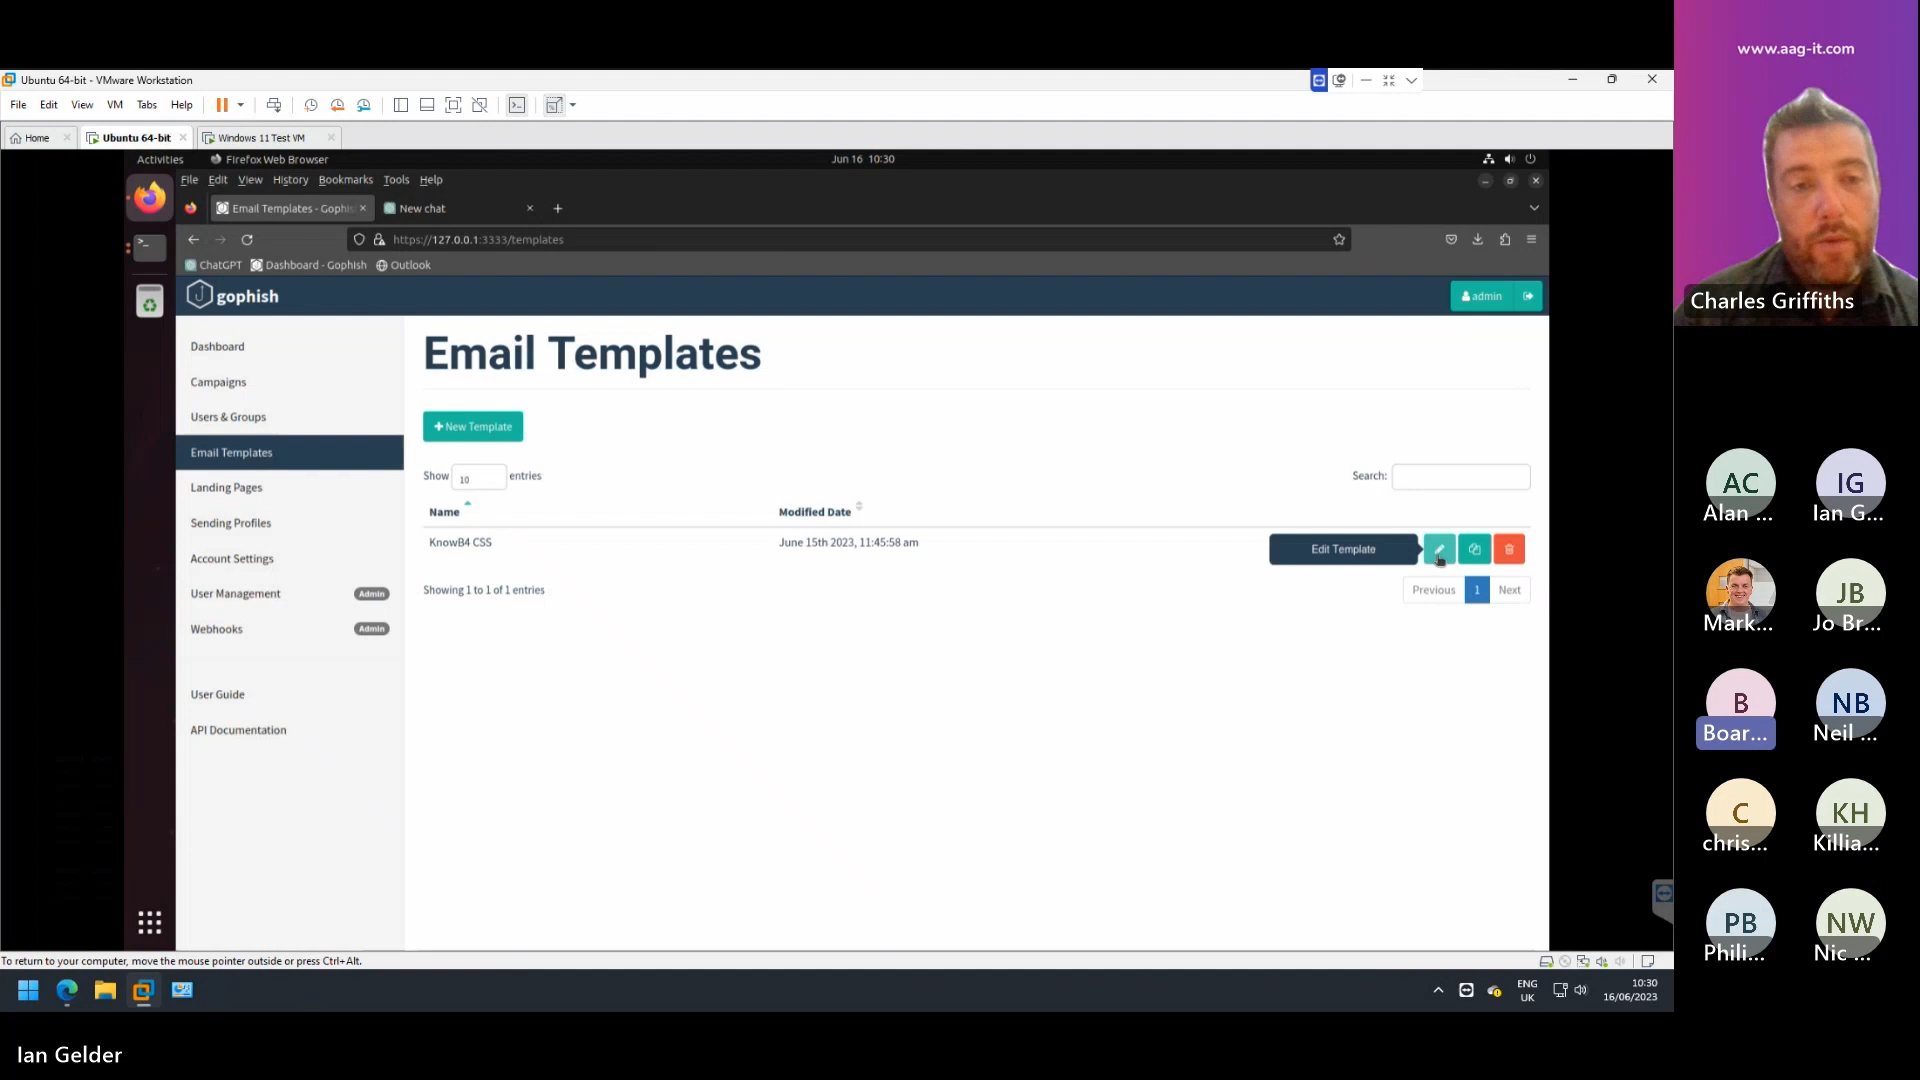 www.aag-it.com
Ubuntu 64-bit - VMware Workstation
File Edit View VM Tabs Help
Home Ubuntu 64-bit Windows 11 Test VM
Activities Firefox Web Browser Jun 16 10:30
File Edit View History Bookmarks Tools Help
Email Templates - Gophis New chat
https://127.0.0.1:3333/templates
ChatGPT Dashboard - Gophish Outlook
gophish admin
Charles Griffiths
Dashboard
Campaigns
Users & Groups
Email Templates
Landing Pages
Sending Profiles
Account Settings
User Management Admin
Webhooks Admin
User Guide
API Documentation
Email Templates
New Template
Show 10 entries Search:
Name Modified Date
KnowB4 CSS June 15th 2023, 11:45:58 am Edit Template
Showing 1 to 1 of 1 entries Previous 1 Next
AC IG
Alan ... Ian G...
JB
Mark... Jo Br...
B NB
Boar... Neil ...
C KH
chris... Killia...
PB NW
Phili... Nic ...
To return to your computer, move the mouse pointer outside or press Ctrl+Alt.
ENG 10:30
UK 16/06/2023
Ian Gelder